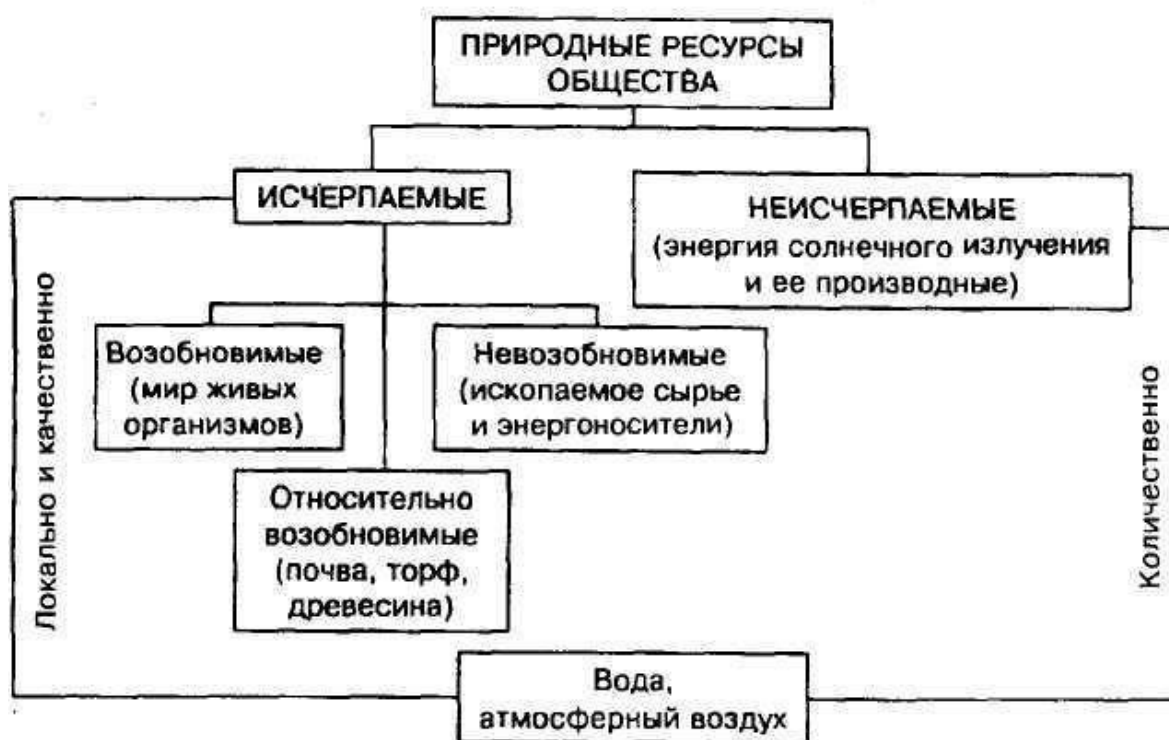 ПРИРОДНЫЕ РЕСУРСЫ
ОБЩЕСТВА
ИСЧЕРПАЕМЫЕ
НЕИСЧЕРПАЕМЫЕ
(энергия солнечного излучения
и ее производные)
Локально и качественно
Возобновимые
(мир живых
организмов)
Невозобновимые
(ископаемое сырье
и энергоносители)
Количественно
Относительно
возобновимые
(почва, торф,
древесина)
Вода,
атмосферный воздух